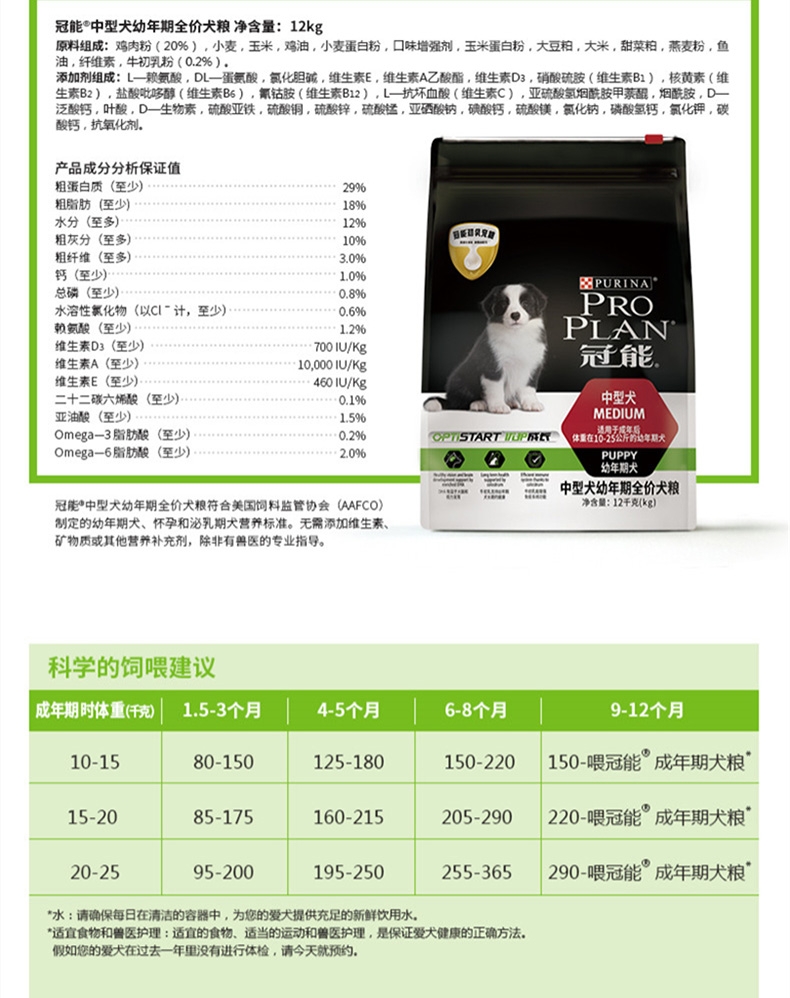 冠能®中型犬幼年期全价犬粮 净含量：12kg
原料组成：鸡肉粉（20%），小麦，玉米，鸡油，小麦蛋白粉，口味增强剂，玉米蛋白粉，大豆粕，大米，甜菜粕，燕麦粉，鱼
油，纤维素，牛初乳粉（0.2%）。
添加剂组成：L—赖氨酸，DL—蛋氨酸，氯化胆碱，维生素E，维生素A乙酸酯，维生素D3，硝酸硫胺（维生素B1），核黄素（维
生素B2），盐酸吡哆醇（维生素B6），氰钴胺（维生素B12），L—抗坏血酸（维生素C），亚硫酸氢烟酰胺甲萘醌，烟酰胺，D—
泛酸钙，叶酸，D—生物素，硫酸亚铁，硫酸铜，硫酸锌，硫酸锰，亚硒酸钠，碘酸钙，硫酸镁，氯化钠，磷酸氢钙，氯化钾，碳
酸钙，抗氧化剂。
产品成分分析保证值
粗蛋白质（至少） 29%
粗脂肪（至少） 18%
水分（至多） 12%
粗灰分（至多） 10%
粗纤维（至多） 3.0%
钙（至少） 1.0%
总磷（至少） 0.8%
水溶性氯化物（以Cl⁻计，至少） 0.6%
赖氨酸（至少） 1.2%
维生素D3（至少） 700 IU/Kg
维生素A（至少） 10,000 IU/Kg
维生素E（至少） 460 IU/Kg
二十二碳六烯酸（至少） 0.1%
亚油酸（至少） 1.5%
Omega—3脂肪酸（至少） 0.2%
Omega—6脂肪酸（至少） 2.0%
PURINA®
PRO
PLAN®
冠能®
中型犬
MEDIUM
适用于成年后
体重在10-25公斤的幼年期犬
PUPPY
幼年期犬
OPTISTART
中型犬幼年期全价犬粮
净含量：12千克(kg)
冠能®中型犬幼年期全价犬粮符合美国饲料监管协会（AAFCO）
制定的幼年期犬、怀孕和泌乳期犬营养标准。无需添加维生素、
矿物质或其他营养补充剂，除非有兽医的专业指导。
科学的饲喂建议
成年期时体重(千克) 1.5-3个月 4-5个月 6-8个月 9-12个月
10-15 80-150 125-180 150-220 150-喂冠能®成年期犬粮*
15-20 85-175 160-215 205-290 220-喂冠能®成年期犬粮*
20-25 95-200 195-250 255-365 290-喂冠能®成年期犬粮*
*水：请确保每日在清洁的容器中，为您的爱犬提供充足的新鲜饮用水。
*适宜食物和兽医护理：适宜的食物、适当的运动和兽医护理，是保证爱犬健康的正确方法。
假如您的爱犬在过去一年里没有进行体检，请今天就预约。